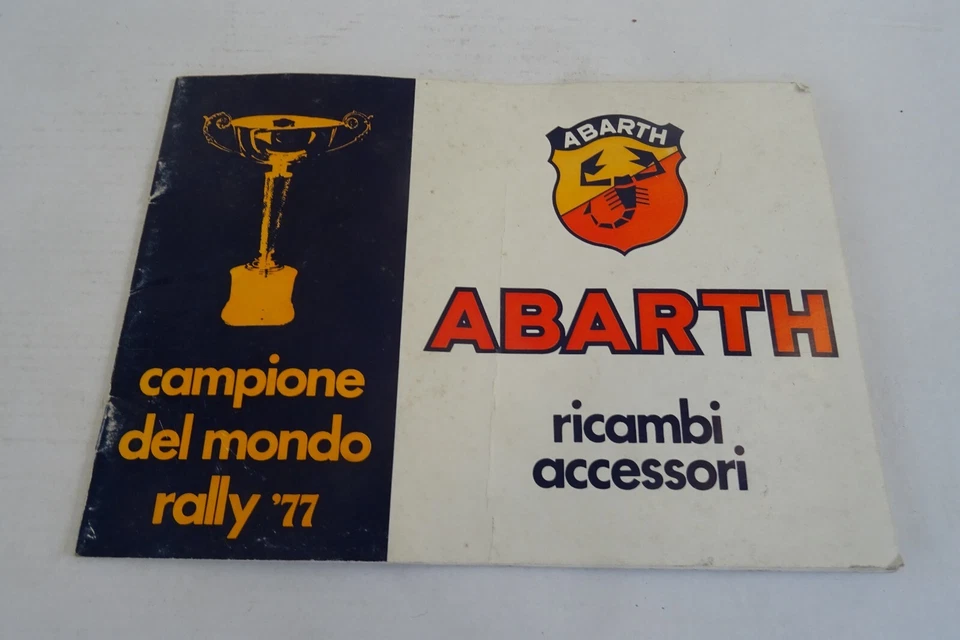 campione
del mondo
rally '77
ABARTH
ABARTH
ricambi
accessori